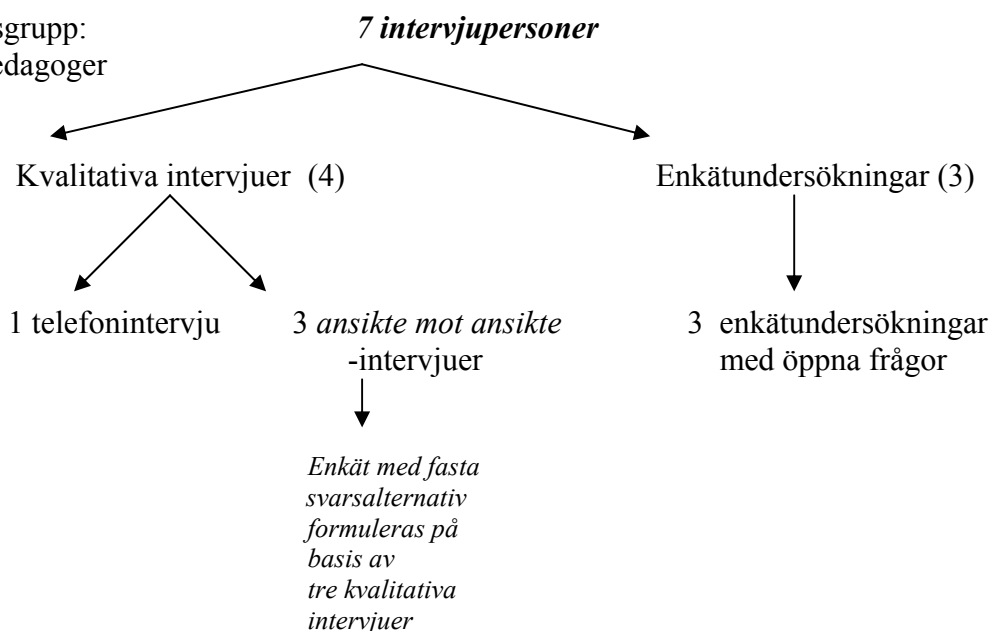 sgrupp:
7 intervjupersoner
edagoger
Kvalitativa intervjuer (4)
Enkätundersökningar (3)
1 telefonintervju
3 ansikte mot ansikte
-intervjuer
3 enkätundersökningar
med öppna frågor
Enkät med fasta
svarsalternativ
formuleras på
basis av
tre kvalitativa
intervjuer